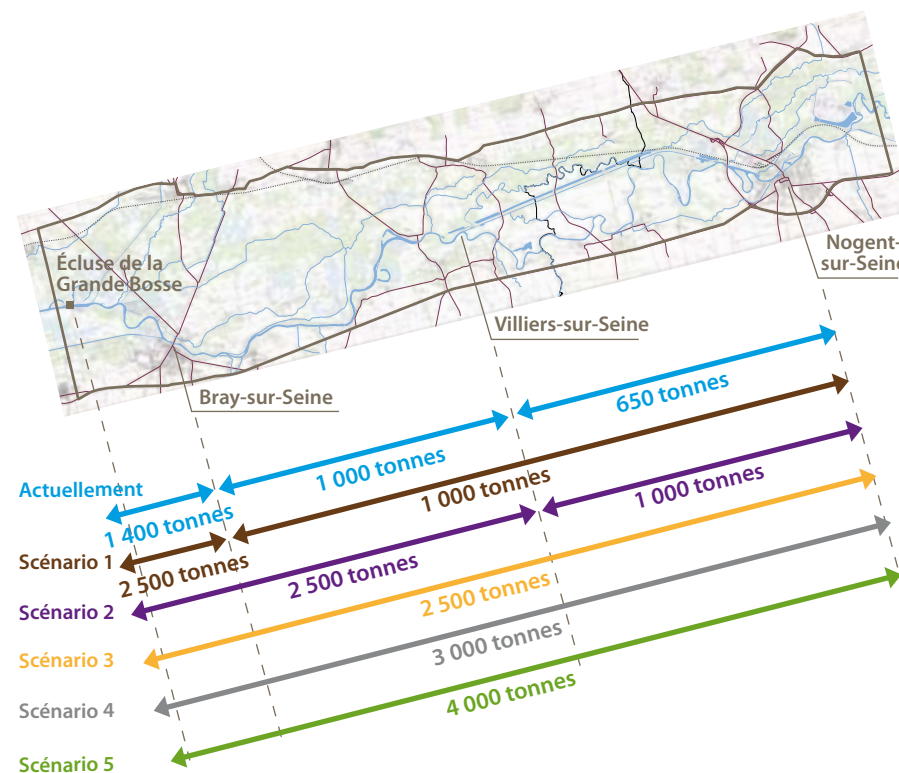 Écluse de la
Grande Bosse
Nogent-
sur-Seine
Villiers-sur-Seine
Bray-sur-Seine
650 tonnes
1 000 tonnes
Actuellement
1 400 tonnes
1 000 tonnes
Scénario 1
2 500 tonnes
1 000 tonnes
2 500 tonnes
Scénario 2
2 500 tonnes
Scénario 3
3 000 tonnes
Scénario 4
4 000 tonnes
Scénario 5